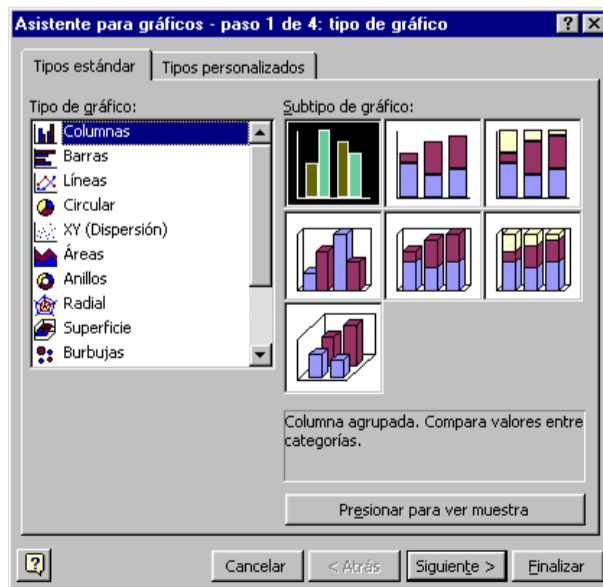 Asistente para gráficos - paso 1 de 4: tipo de gráfico
Tipos estándar
Tipos personalizados
Tipo de gráfico:
Columnas
Barras
Líneas
Circular
XY (Dispersión)
Áreas
Anillos
Radial
Superficie
Burbujas
Subtipo de gráfico:
Columna agrupada. Compara valores entre
categorías.
Presionar para ver muestra
Cancelar
< Atrás
Siguiente >
Finalizar